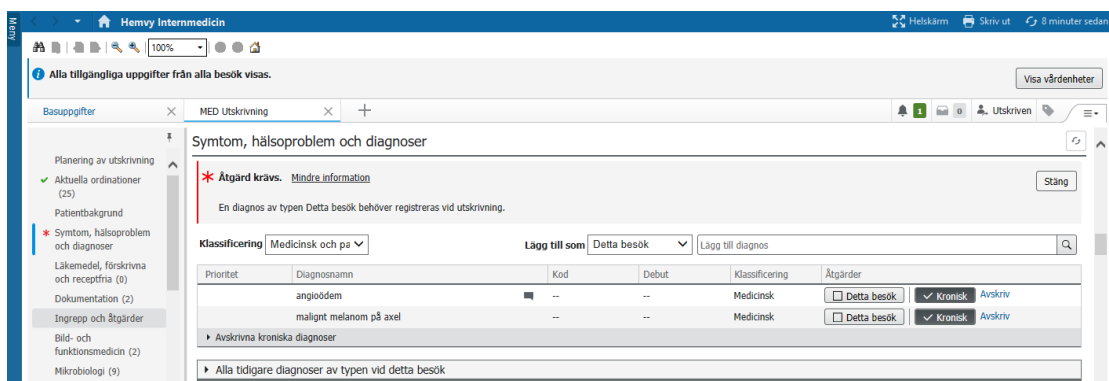 Meny
Hemvy Internmedicin
Helskärm
Skriv ut
8 minuter sedan
100%
Alla tillgängliga uppgifter från alla besök visas.
Visa vårdenheter
Basuppgifter
MED Utskrivning
1
0
Utskriven
Planering av utskrivning
Aktuella ordinationer
(25)
Patientbakgrund
Symtom, hälsoproblem
och diagnoser
Läkemedel, förskrivna
och receptfria (0)
Dokumentation (2)
Ingrepp och åtgärder
Bild- och
funktionsmedicin (2)
Mikrobiologi (9)
Symtom, hälsoproblem och diagnoser
Åtgärd krävs. Mindre information
Stäng
En diagnos av typen Detta besök behöver registreras vid utskrivning.
Klassificering Medicinsk och pa
Lägg till som Detta besök Lägg till diagnos
Prioritet Diagnosnamn Kod Debut Klassificering Åtgärder
angioödem -- -- Medicinsk Detta besök Kronisk Avskriv
malignt melanom på axel -- -- Medicinsk Detta besök Kronisk Avskriv
Avskrivna kroniska diagnoser
Alla tidigare diagnoser av typen vid detta besök